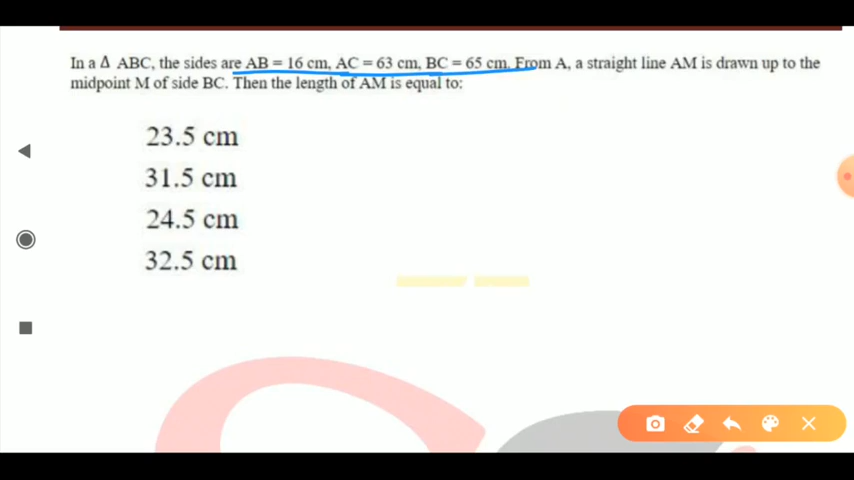 In a Δ ABC, the sides are AB = 16 cm, AC = 63 cm, BC = 65 cm. From A, a straight line AM is drawn up to the
midpoint M of side BC. Then the length of AM is equal to:
23.5 cm
31.5 cm
24.5 cm
32.5 cm